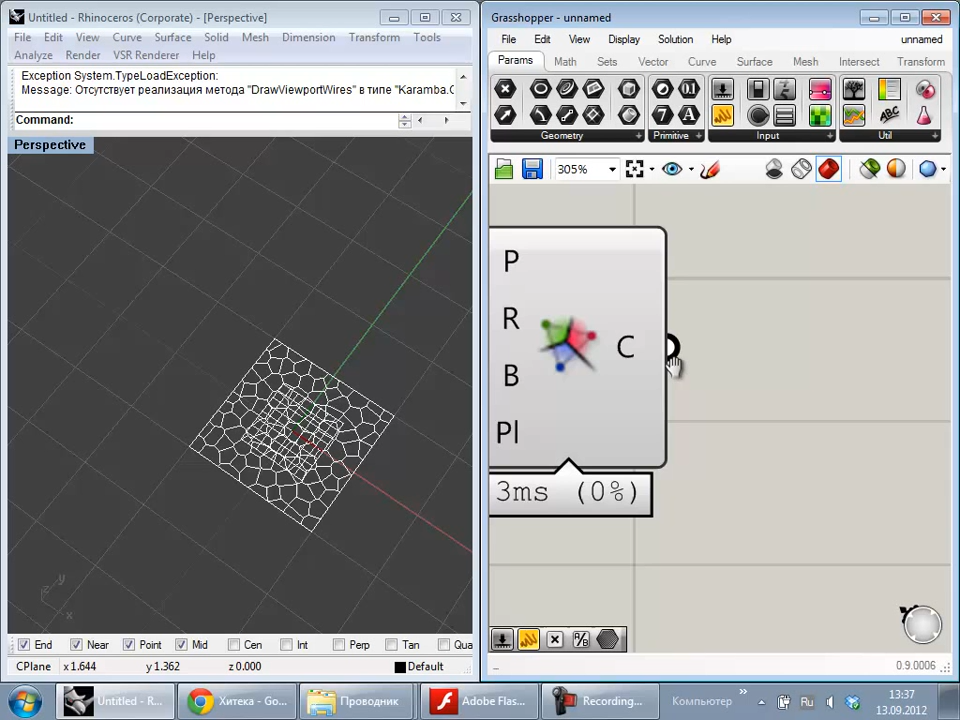 Untitled - Rhinoceros (Corporate) - [Perspective]
File Edit View Curve Surface Solid Mesh Dimension Transform Tools
Analyze Render VSR Renderer Help
Exception System.TypeLoadException:
Message: Отсутствует реализация метода "DrawViewportWires" в типе "Karamba.G
Command:
Perspective
y
z
x
End Near Point Mid Cen Int Perp Tan Qua
CPlane x 1.644 y 1.362 z 0.000 Default
Grasshopper - unnamed
File Edit View Display Solution Help unnamed
Params Math Sets Vector Curve Surface Mesh Intersect Transform
Geometry Primitive Input Util
305%
P
R
B
Pl
C
3ms (0%)
0.9.0006
Untitled - R... Хитека - Go... Проводник Adobe Flas... Recording... Компьютер » Ru 13:37
13.09.2012